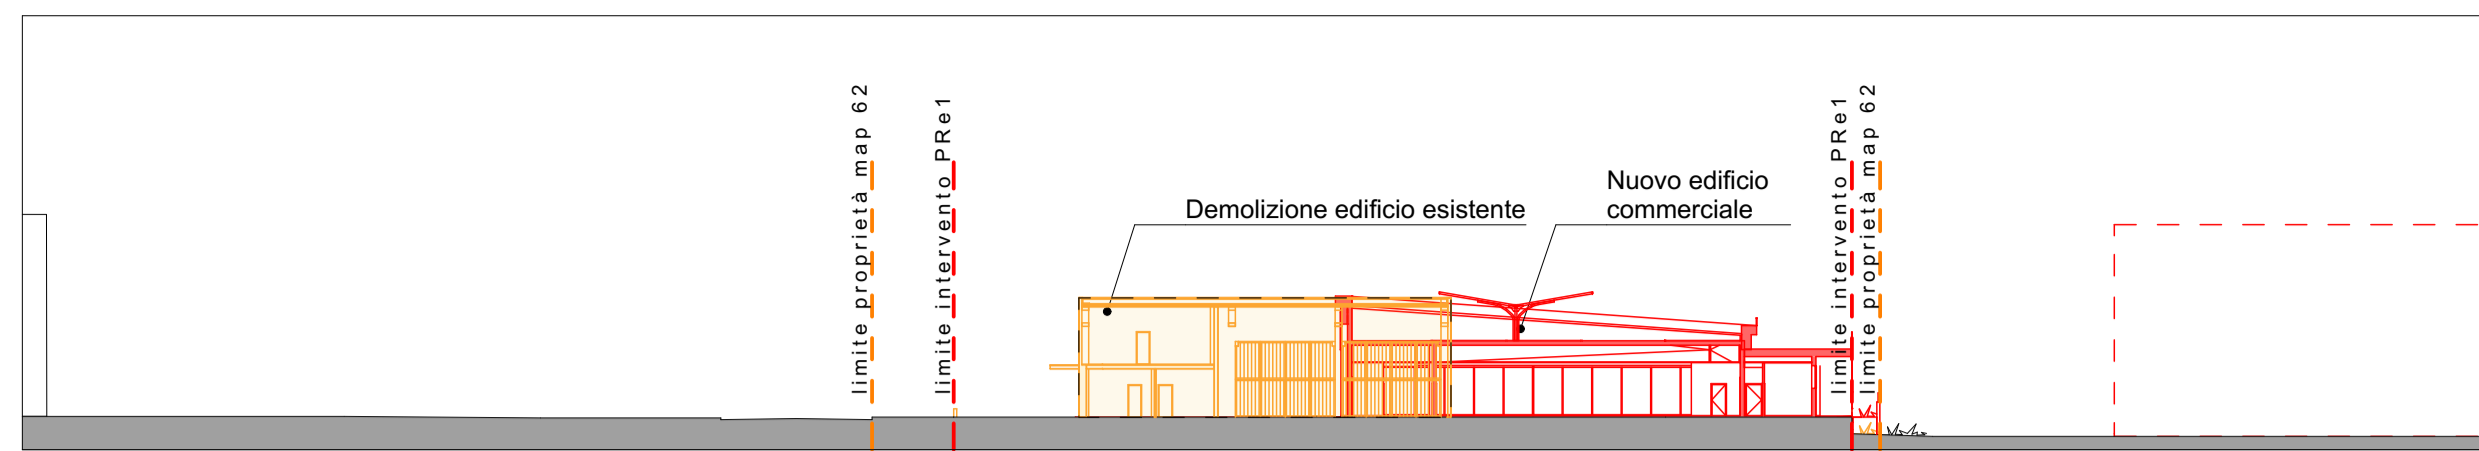 limite proprietà map 62
limite intervento PRe1
Demolizione edificio esistente
Nuovo edificio
commerciale
limite intervento PRe1
limite proprietà map 62